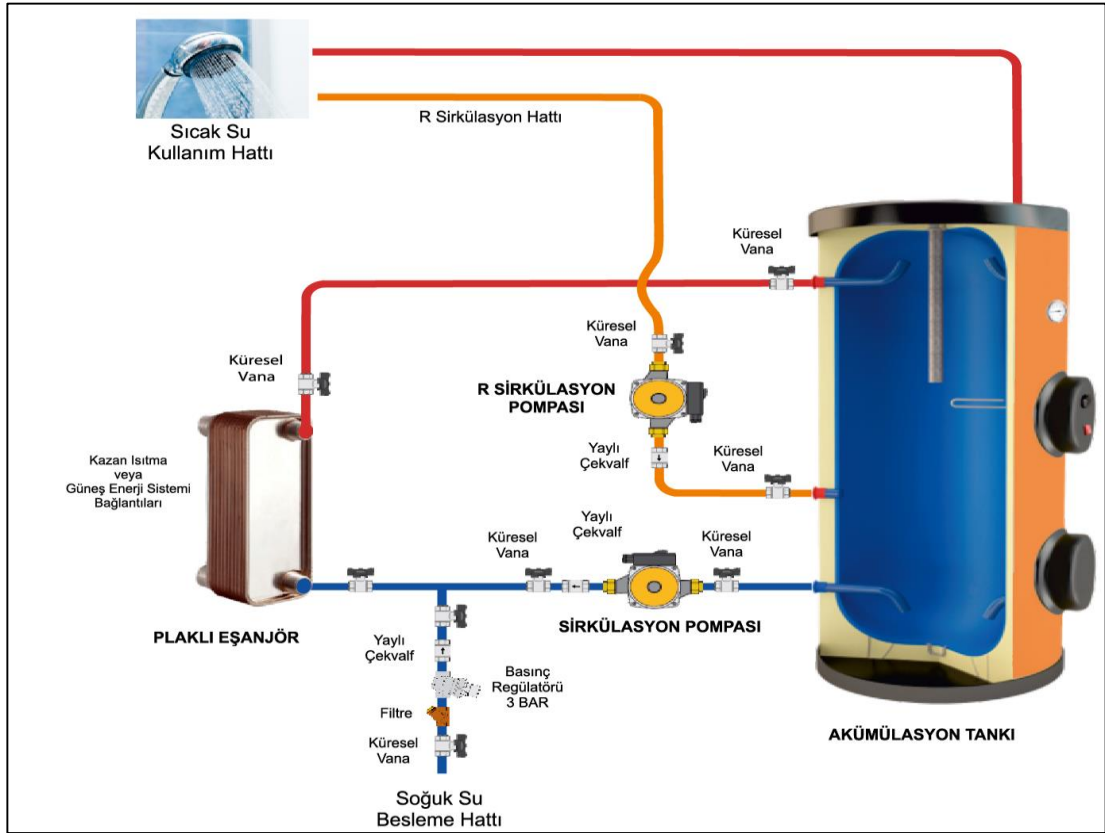 Sıcak Su
Kullanım Hattı
R Sirkülasyon Hattı
Küresel
Vana
Küresel
Vana
Küresel
Vana
R SİRKÜLASYON
POMPASI
Kazan Isıtma
veya
Güneş Enerji Sistemi
Bağlantıları
Yaylı
Çekvalf
Küresel
Vana
Yaylı
Çekvalf
Küresel
Vana
Küresel
Vana
PLAKLI EŞANJÖR
SİRKÜLASYON POMPASI
Yaylı
Çekvalf
Basınç
Regülatörü
3 BAR
Filtre
Küresel
Vana
AKÜMÜLASYON TANKI
Soğuk Su
Besleme Hattı